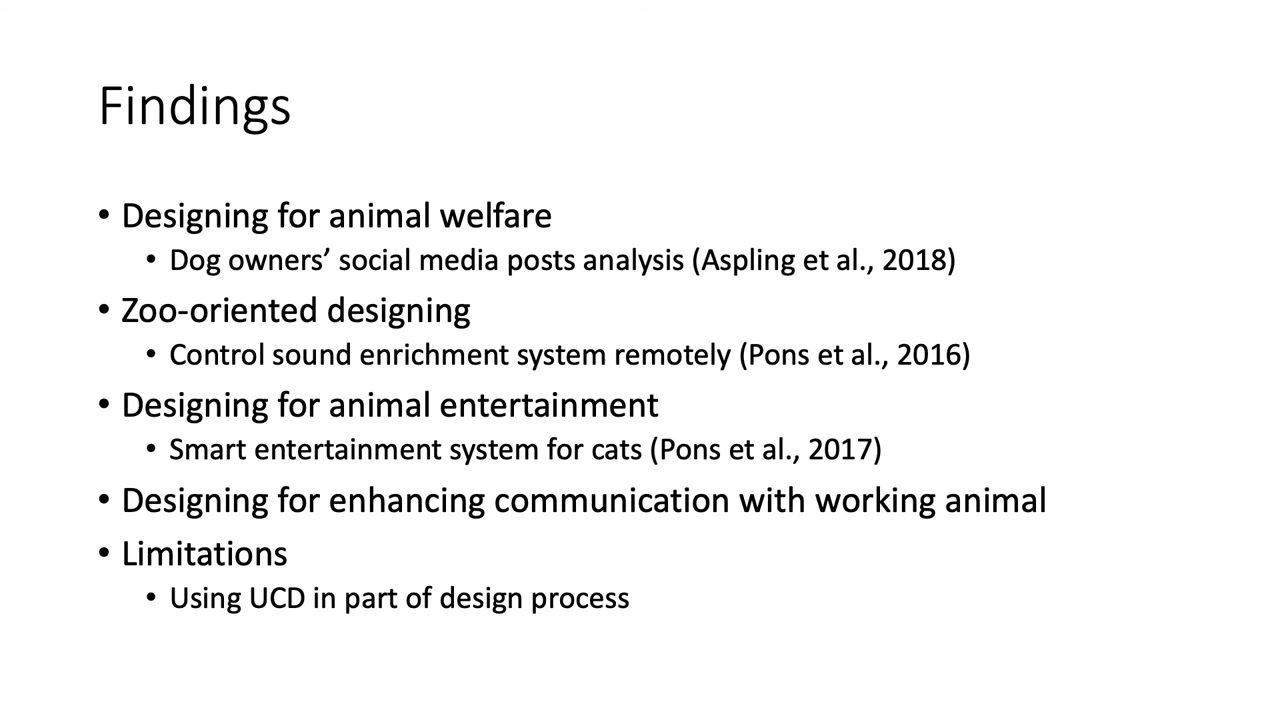 Findings
• Designing for animal welfare
• Dog owners’ social media posts analysis (Aspling et al., 2018)
• Zoo-oriented designing
• Control sound enrichment system remotely (Pons et al., 2016)
• Designing for animal entertainment
• Smart entertainment system for cats (Pons et al., 2017)
• Designing for enhancing communication with working animal
• Limitations
• Using UCD in part of design process